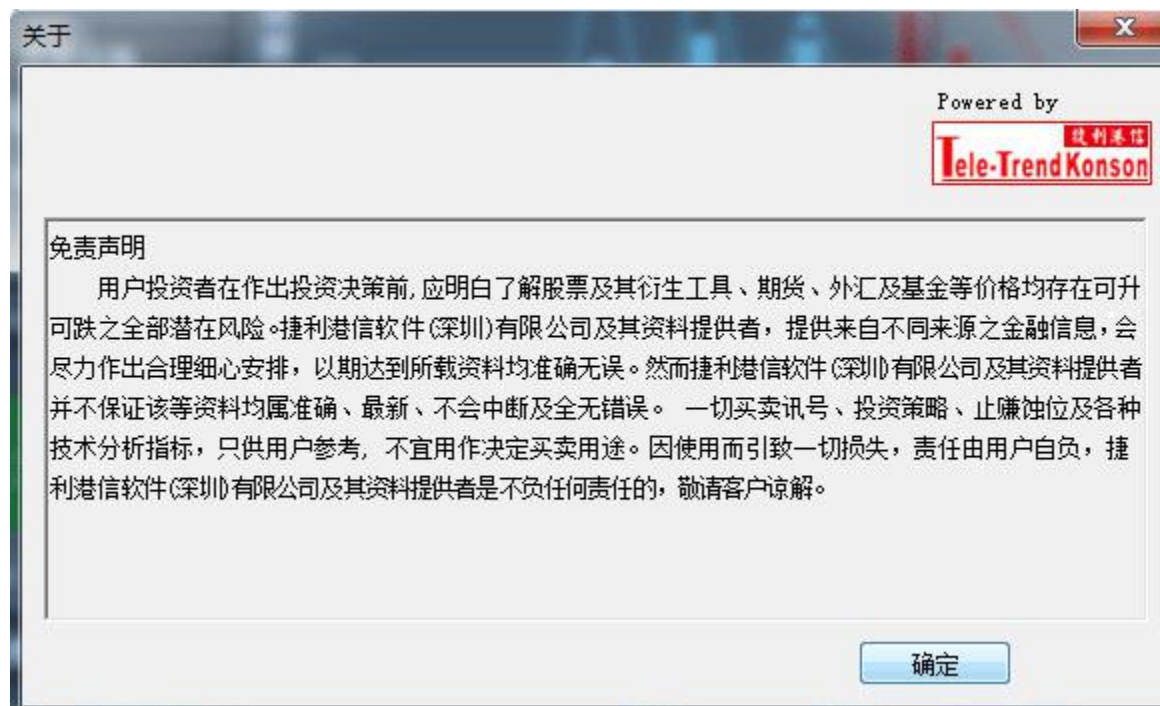 关于
Powered by
捷利港信
Tele-Trend Konson
免责声明
用户投资者在作出投资决策前,应明白了解股票及其衍生工具、期货、外汇及基金等价格均存在可升
可跌之全部潜在风险。捷利港信软件(深圳)有限公司及其资料提供者，提供来自不同来源之金融信息，会
尽力作出合理细心安排，以期达到所载资料均准确无误。然而捷利港信软件(深圳)有限公司及其资料提供者
并不保证该等资料均属准确、最新、不会中断及全无错误。 一切买卖讯号、投资策略、止赚蚀位及各种
技术分析指标，只供用户参考, 不宜用作决定买卖用途。因使用而引致一切损失，责任由用户自负，捷
利港信软件(深圳)有限公司及其资料提供者是不负任何责任的，敬请客户谅解。
确定